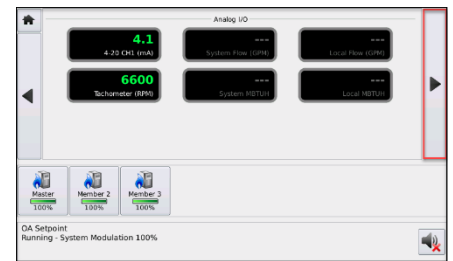 Analog I/O
4.1
4-20 CH1 (mA)
---
System Flow (GPM)
---
Local Flow (GPM)
6600
Tachometer (RPM)
---
System MBTUH
---
Local MBTUH
Master
100%
Member 2
100%
Member 3
100%
OA Setpoint
Running - System Modulation 100%